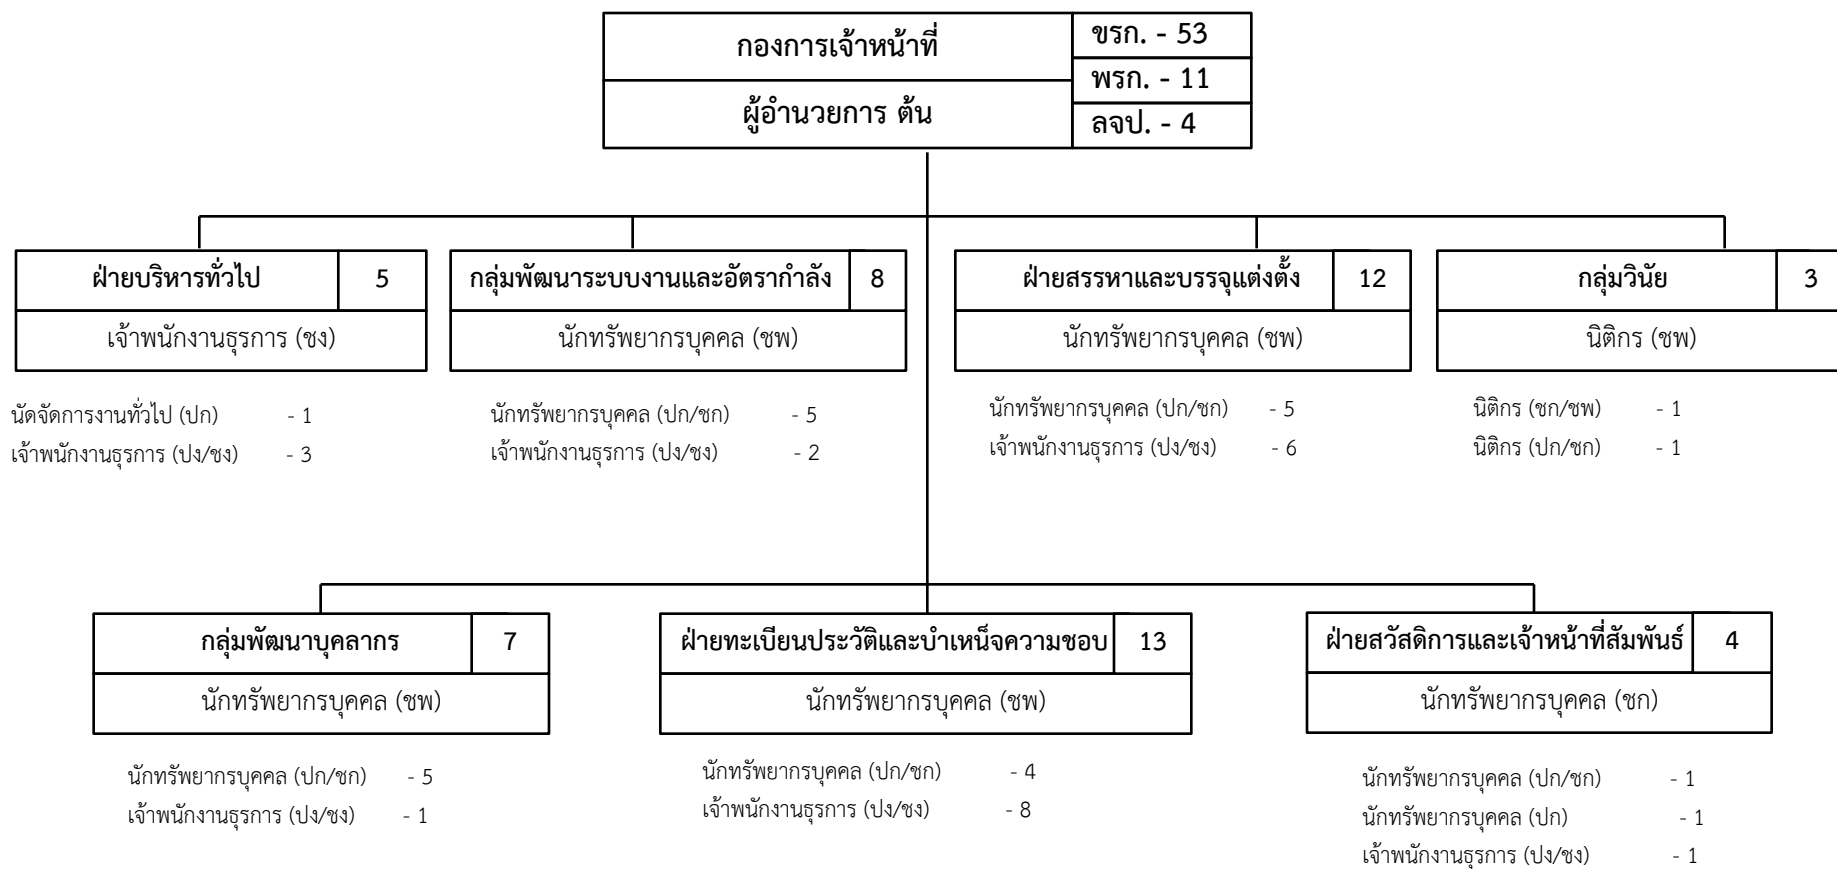 กองการเจ้าหน้าที่
ผู้อำนวยการ ต้น
ขรก. - 53
พรก. - 11
ลจป. - 4
ฝ่ายบริหารทั่วไป 5
เจ้าพนักงานธุรการ (ชง)
นัดจัดการงานทั่วไป (ปก) - 1
เจ้าพนักงานธุรการ (ปง/ชง) - 3
กลุ่มพัฒนาระบบงานและอัตรากำลัง 8
นักทรัพยากรบุคคล (ชพ)
นักทรัพยากรบุคคล (ปก/ชก) - 5
เจ้าพนักงานธุรการ (ปง/ชง) - 2
ฝ่ายสรรหาและบรรจุแต่งตั้ง 12
นักทรัพยากรบุคคล (ชพ)
นักทรัพยากรบุคคล (ปก/ชก) - 5
เจ้าพนักงานธุรการ (ปง/ชง) - 6
กลุ่มวินัย 3
นิติกร (ชพ)
นิติกร (ชก/ชพ) - 1
นิติกร (ปก/ชก) - 1
กลุ่มพัฒนาบุคลากร 7
นักทรัพยากรบุคคล (ชพ)
นักทรัพยากรบุคคล (ปก/ชก) - 5
เจ้าพนักงานธุรการ (ปง/ชง) - 1
ฝ่ายทะเบียนประวัติและบำเหน็จความชอบ 13
นักทรัพยากรบุคคล (ชพ)
นักทรัพยากรบุคคล (ปก/ชก) - 4
เจ้าพนักงานธุรการ (ปง/ชง) - 8
ฝ่ายสวัสดิการและเจ้าหน้าที่สัมพันธ์ 4
นักทรัพยากรบุคคล (ชก)
นักทรัพยากรบุคคล (ปก/ชก) - 1
นักทรัพยากรบุคคล (ปก) - 1
เจ้าพนักงานธุรการ (ปง/ชง) - 1